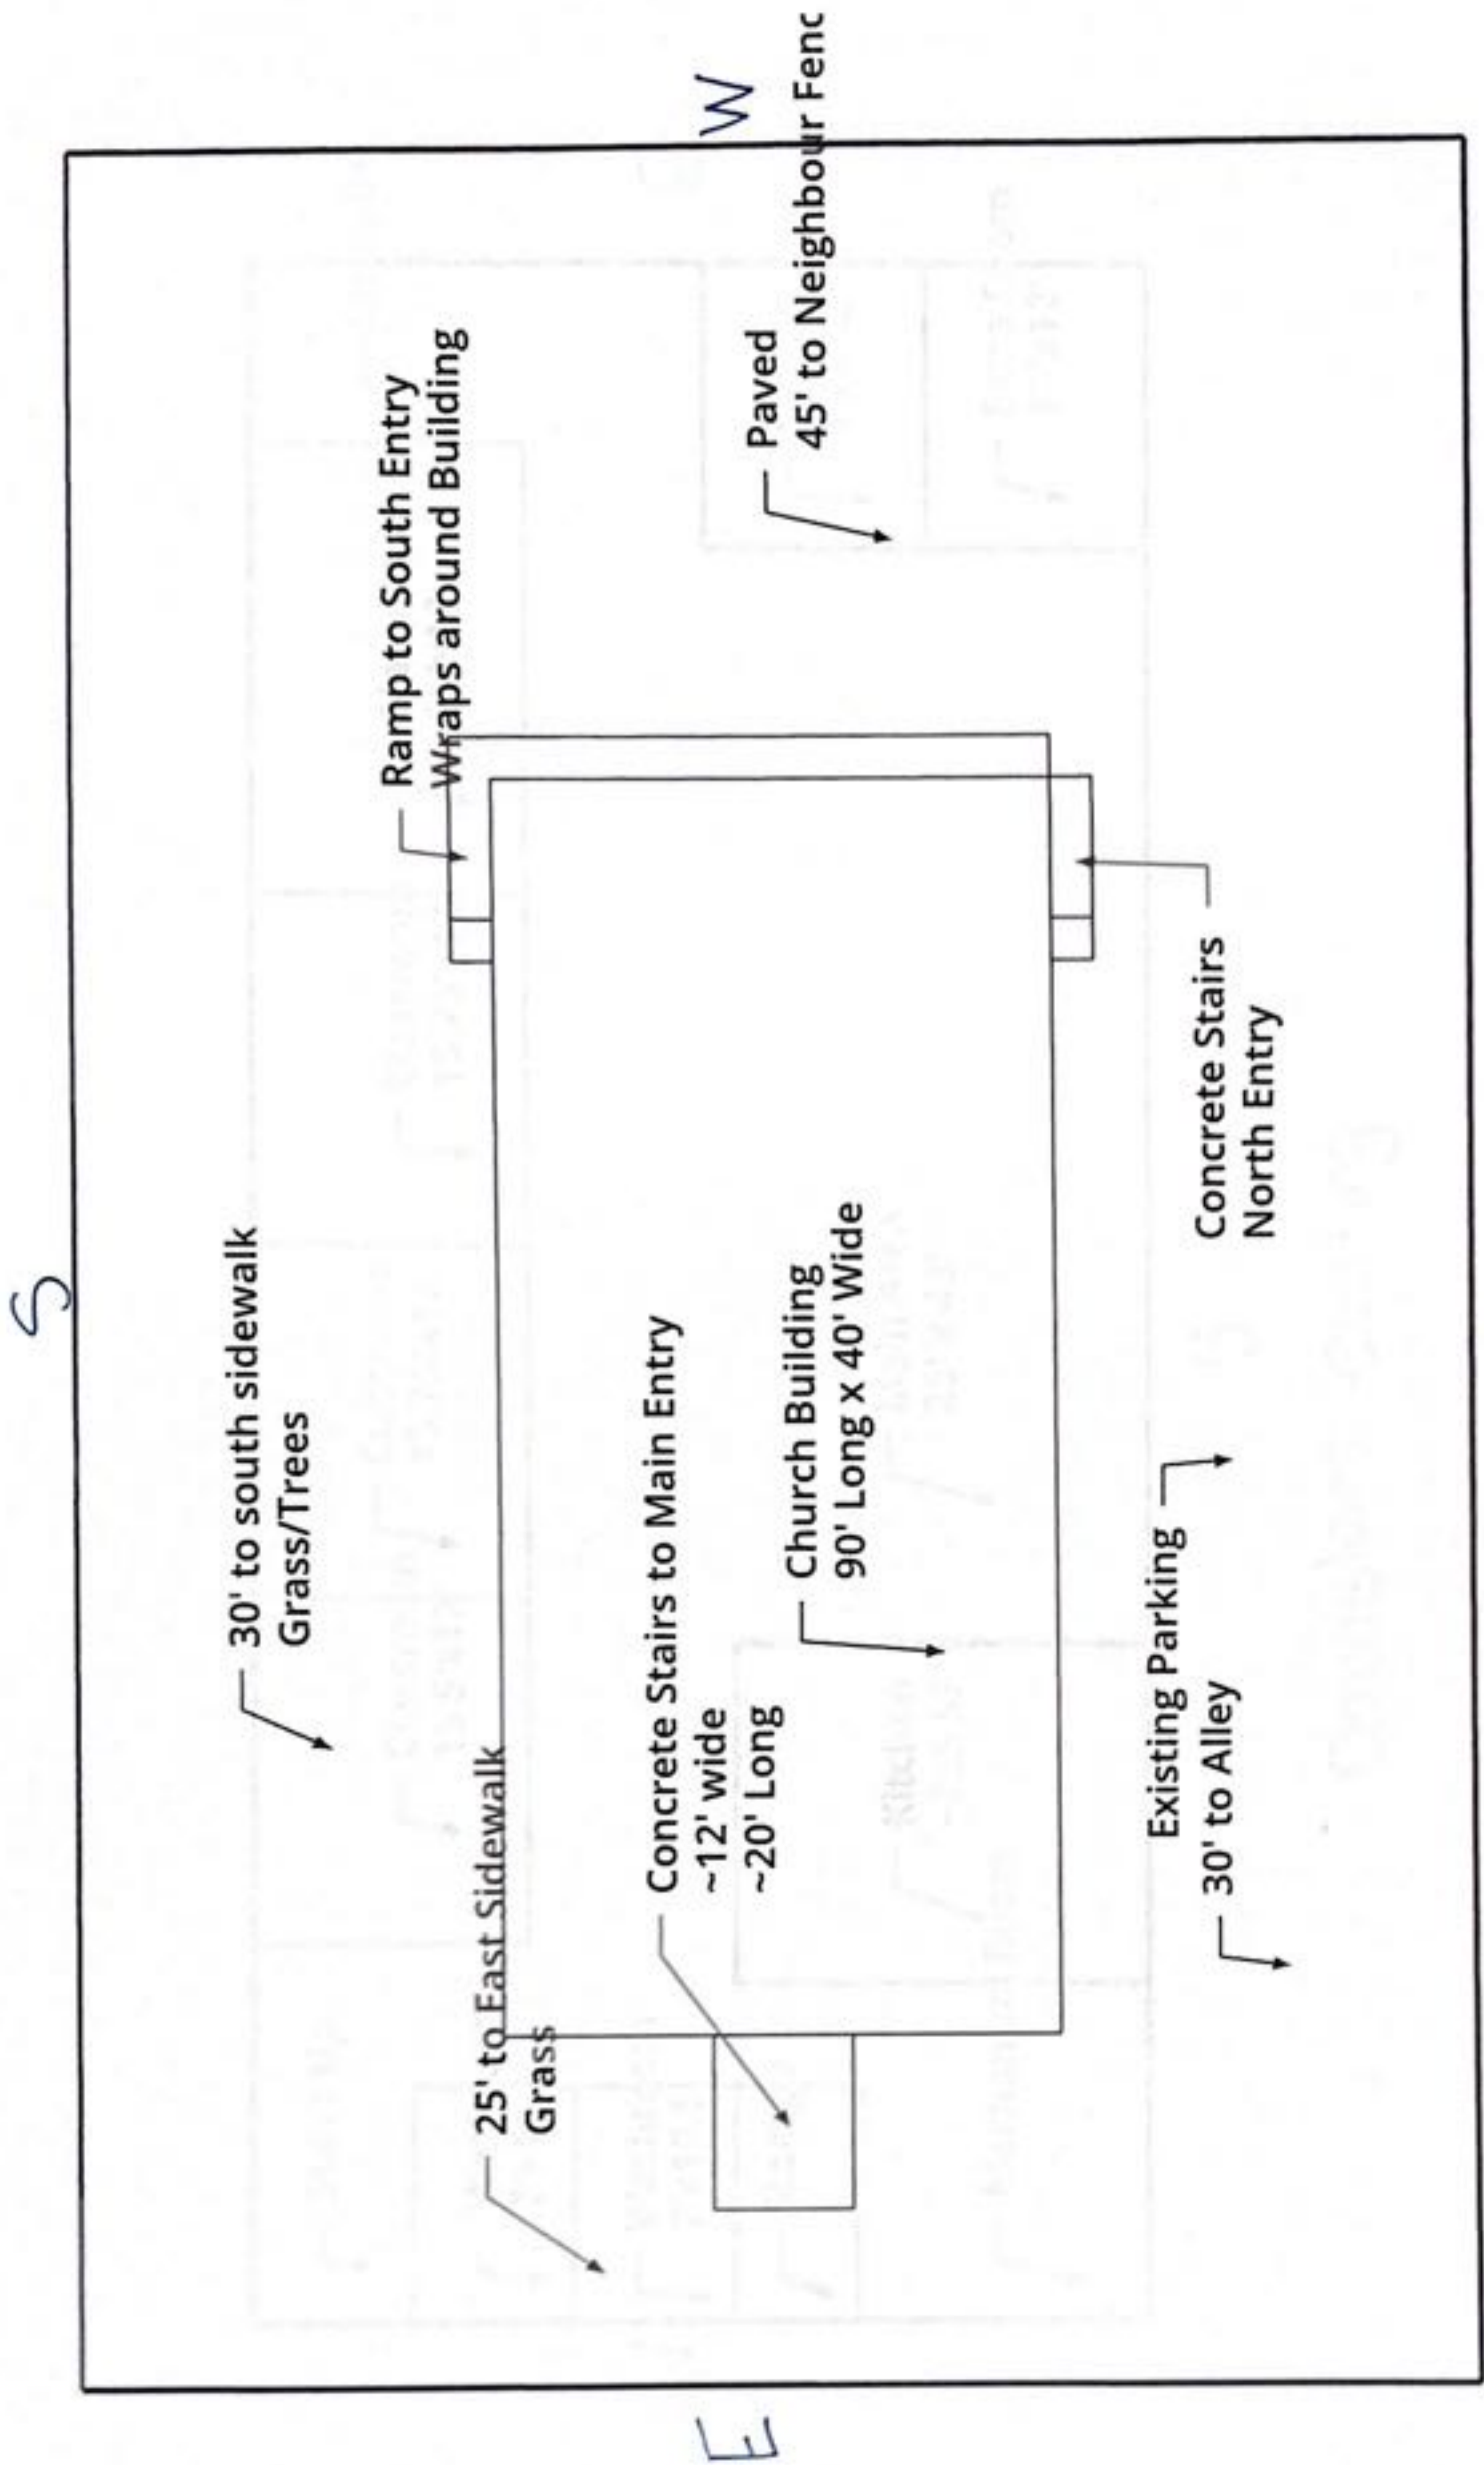 S
30' to south sidewalk
Grass/Trees
Ramp to South Entry
Wraps around Building
25' to East Sidewalk
Grass
Concrete Stairs to Main Entry
~12' wide
~20' Long
Church Building
90' Long x 40' Wide
Paved
45' to Neighbour Fenc
W
E
Existing Parking
30' to Alley
Concrete Stairs
North Entry